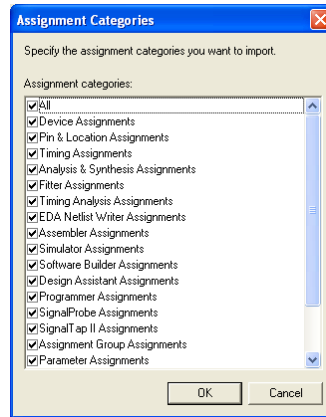 Assignment Categories
Specify the assignment categories you want to import.
Assignment categories:
All
Device Assignments
Pin & Location Assignments
Timing Assignments
Analysis & Synthesis Assignments
Fitter Assignments
Timing Analysis Assignments
EDA Netlist Writer Assignments
Assembler Assignments
Simulator Assignments
Software Builder Assignments
Design Assistant Assignments
Programmer Assignments
SignalProbe Assignments
SignalTap II Assignments
Assignment Group Assignments
Parameter Assignments
OK Cancel